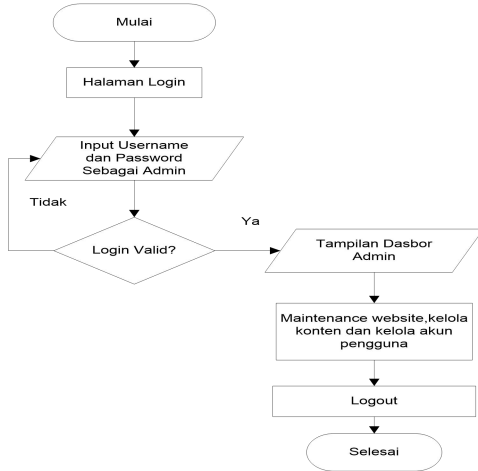 Mulai
Halaman Login
Input Username
dan Password
Sebagai Admin
Tidak
Login Valid?
Ya
Tampilan Dasbor
Admin
Maintenance website,kelola
konten dan kelola akun
pengguna
Logout
Selesai